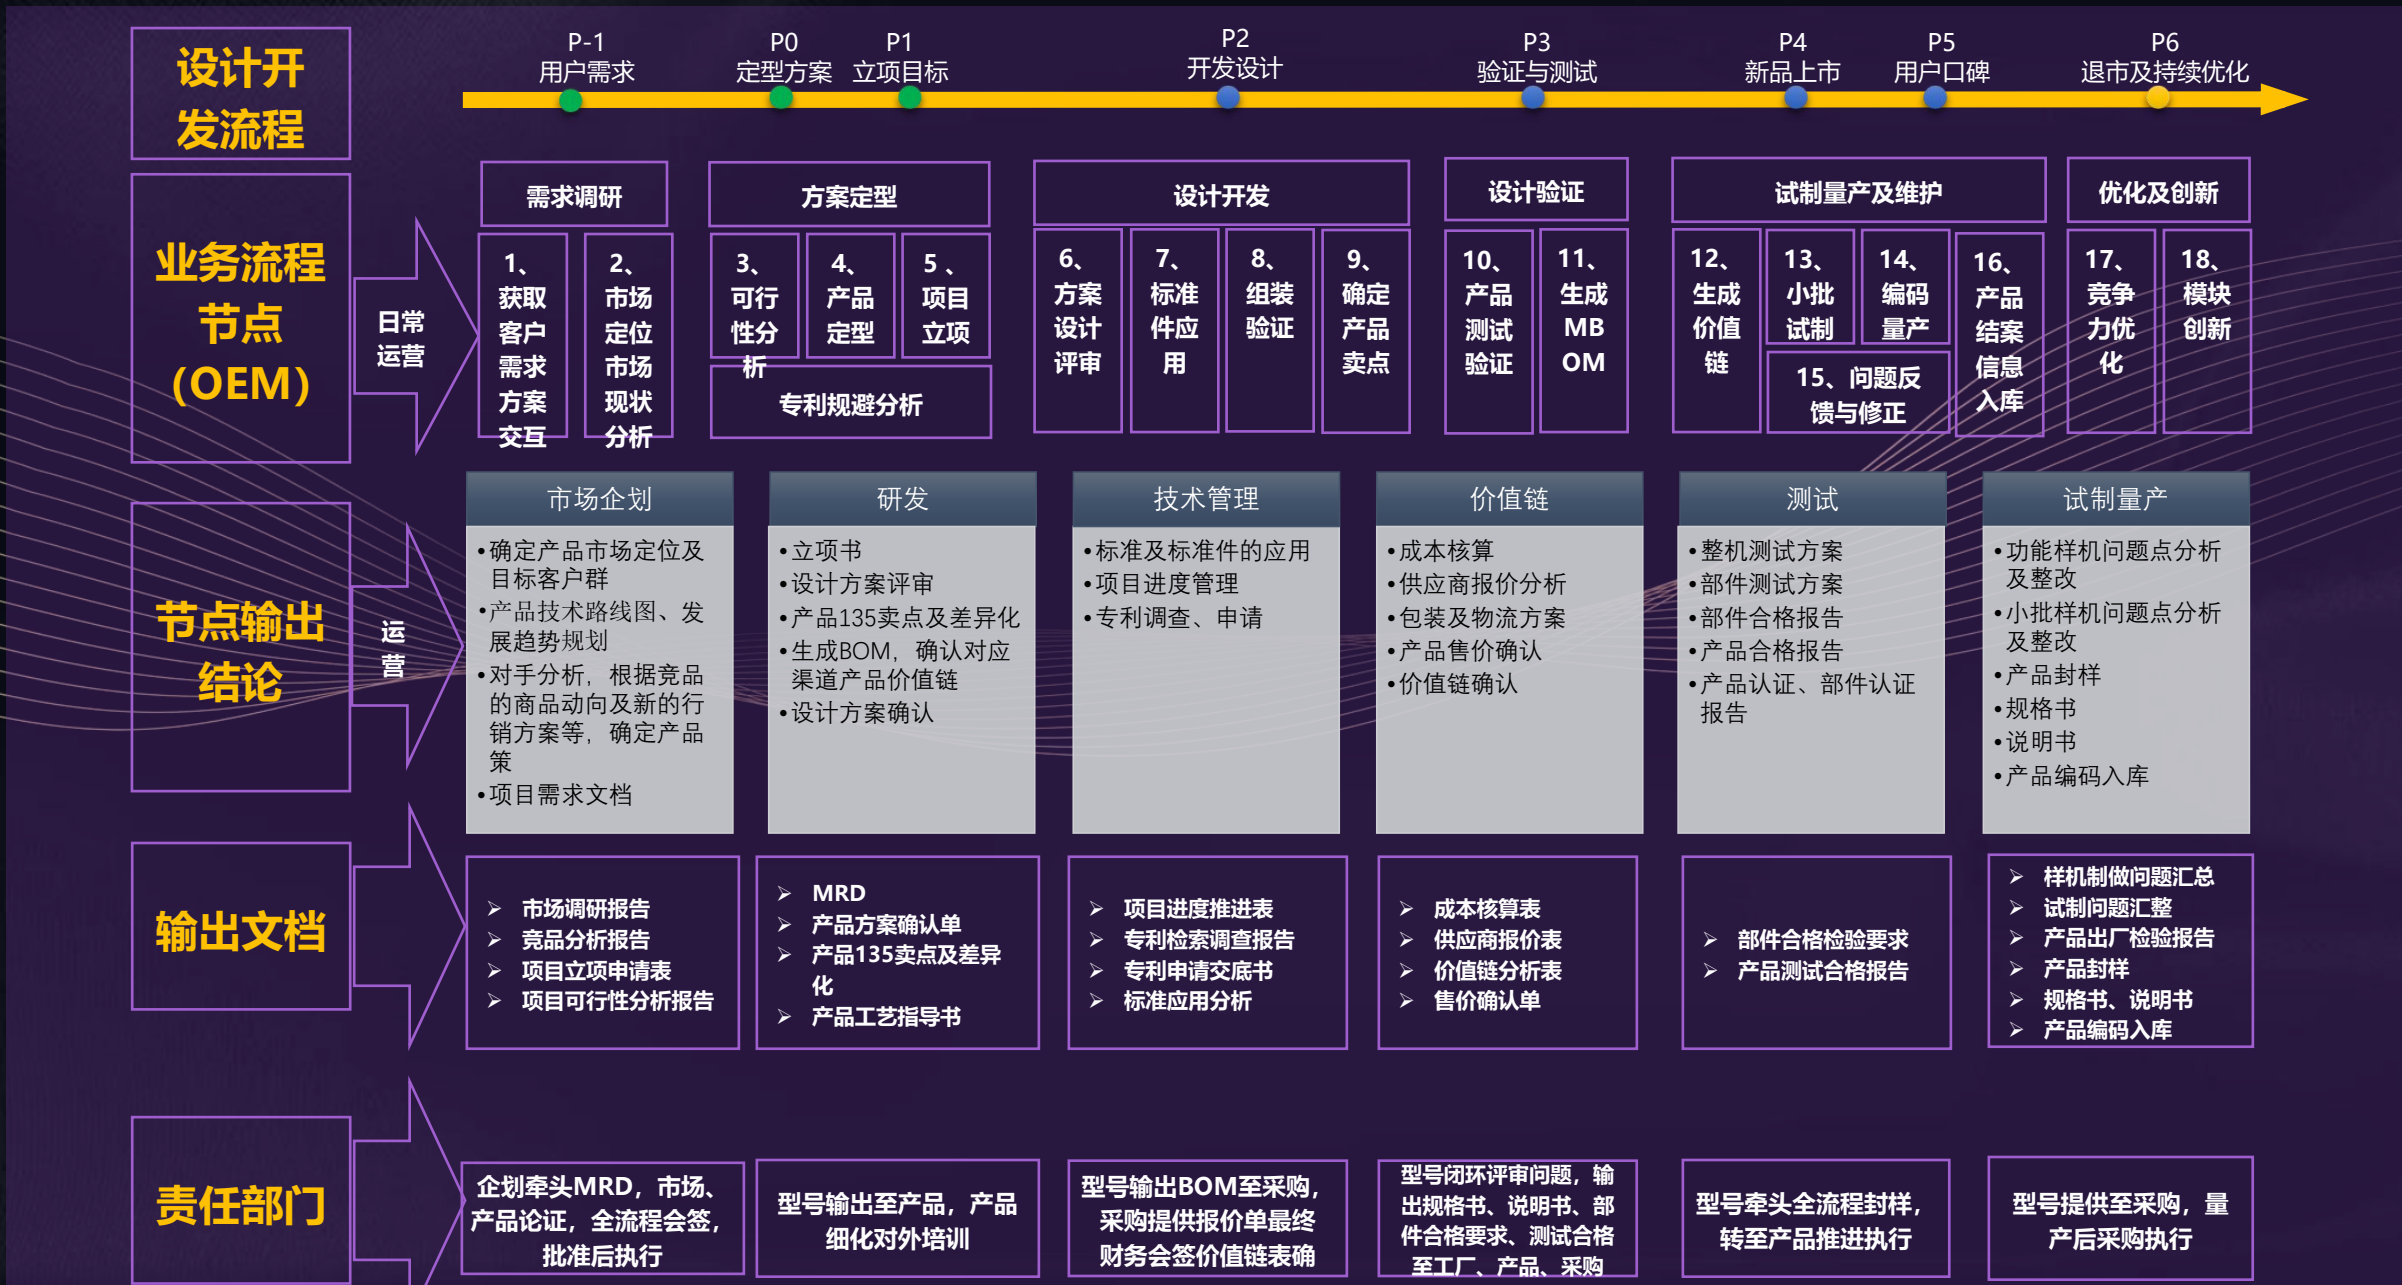 设计开
发流程
P-1
用户需求
P0
定型方案
P1
立项目标
P2
开发设计
P3
验证与测试
P4
新品上市
P5
用户口碑
P6
退市及持续优化
业务流程
节点
(OEM)
日常
运营
需求调研
1、
获取
客户
需求
方案
交互
2、
市场
定位
市场
现状
分析
方案定型
3、
可行
性分
析
4、
产品
定型
5 、
项目
立项
专利规避分析
设计开发
6、
方案
设计
评审
7、
标准
件应
用
8、
组装
验证
9、
确定
产品
卖点
设计验证
10、
产品
测试
验证
11、
生成
MB
OM
试制量产及维护
12、
生成
价值
链
13、
小批
试制
14、
编码
量产
15、问题反
馈与修正
16、
产品
结案
信息
入库
优化及创新
17、
竞争
力优
化
18、
模块
创新
节点输出
结论
运
营
市场企划
•确定产品市场定位及
目标客户群
•产品技术路线图、发
展趋势规划
•对手分析，根据竞品
的商品动向及新的行
销方案等，确定产品
策
•项目需求文档
研发
•立项书
•设计方案评审
•产品135卖点及差异化
•生成BOM，确认对应
渠道产品价值链
•设计方案确认
技术管理
•标准及标准件的应用
•项目进度管理
•专利调查、申请
价值链
•成本核算
•供应商报价分析
•包装及物流方案
•产品售价确认
•价值链确认
测试
•整机测试方案
•部件测试方案
•部件合格报告
•产品合格报告
•产品认证、部件认证
报告
试制量产
•功能样机问题点分析
及整改
•小批样机问题点分析
及整改
•产品封样
•规格书
•说明书
•产品编码入库
输出文档
➢ 市场调研报告
➢ 竞品分析报告
➢ 项目立项申请表
➢ 项目可行性分析报告
➢ MRD
➢ 产品方案确认单
➢ 产品135卖点及差异
化
➢ 产品工艺指导书
➢ 项目进度推进表
➢ 专利检索调查报告
➢ 专利申请交底书
➢ 标准应用分析
➢ 成本核算表
➢ 供应商报价表
➢ 价值链分析表
➢ 售价确认单
➢ 部件合格检验要求
➢ 产品测试合格报告
➢ 样机制做问题汇总
➢ 试制问题汇整
➢ 产品出厂检验报告
➢ 产品封样
➢ 规格书、说明书
➢ 产品编码入库
责任部门
企划牵头MRD，市场、
产品论证，全流程会签，
批准后执行
型号输出至产品，产品
细化对外培训
型号输出BOM至采购，
采购提供报价单最终
财务会签价值链表确
型号闭环评审问题，输
出规格书、说明书、部
件合格要求、测试合格
至工厂、产品、采购
型号牵头全流程封样，
转至产品推进执行
型号提供至采购，量
产后采购执行